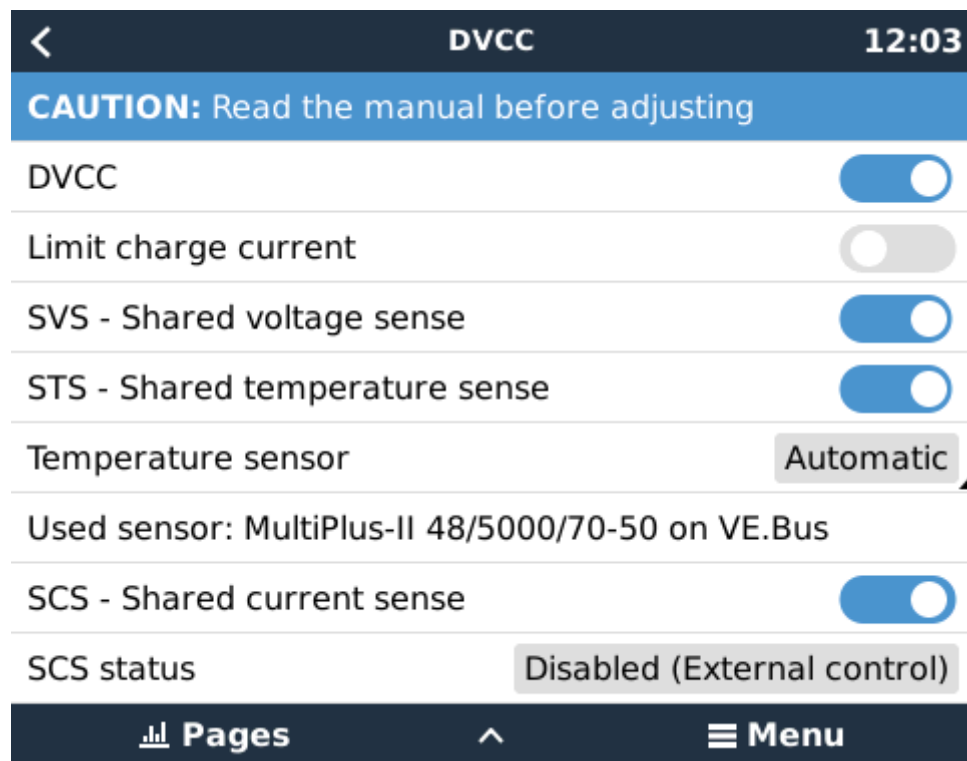 DVCC 12:03
CAUTION: Read the manual before adjusting
DVCC
Limit charge current
SVS - Shared voltage sense
STS - Shared temperature sense
Temperature sensor Automatic
Used sensor: MultiPlus-II 48/5000/70-50 on VE.Bus
SCS - Shared current sense
SCS status Disabled (External control)
Pages Menu